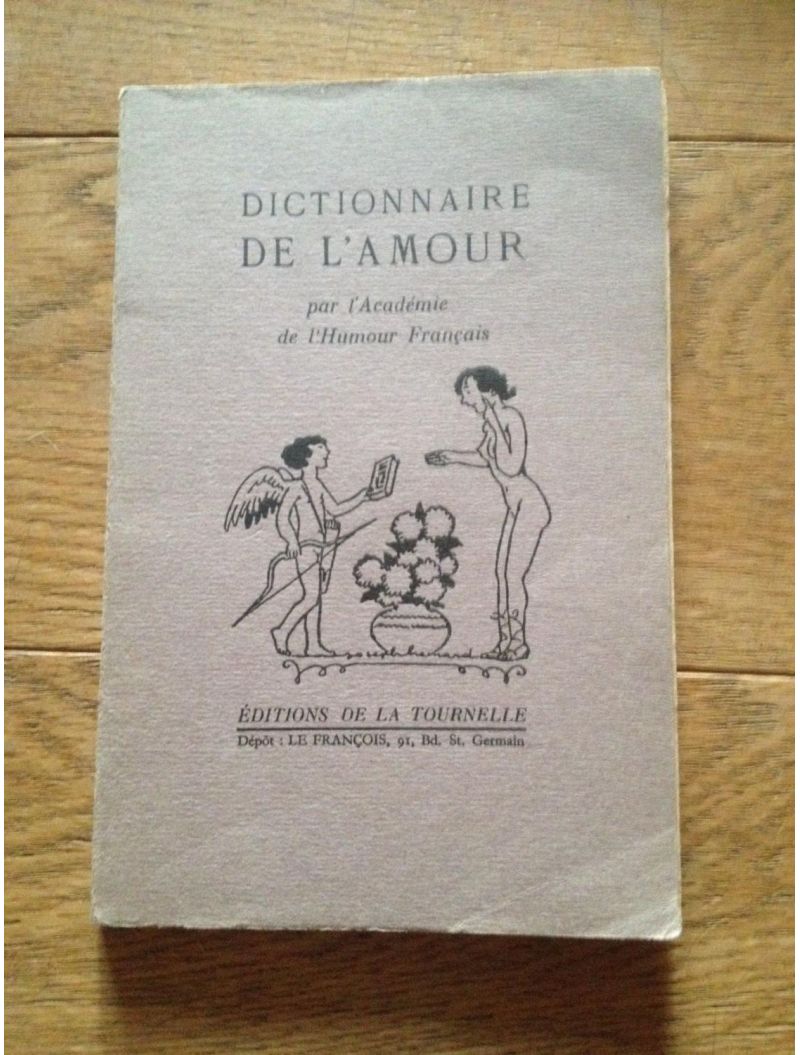 DICTIONNAIRE
DE L'AMOUR
par l'Académie
de l'Humour Français
ÉDITIONS DE LA TOURNELLE
Dépôt : LE FRANÇOIS, 91, Bd. St. Germain